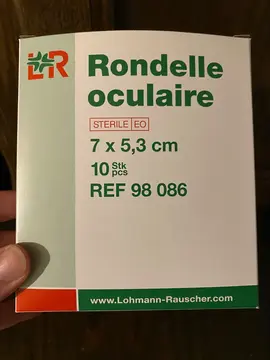 L&R
Rondelle
oculaire
STERILE EO
7 x 5,3 cm
10 Stk
pcs
REF 98 086
www.Lohmann-Rauscher.com